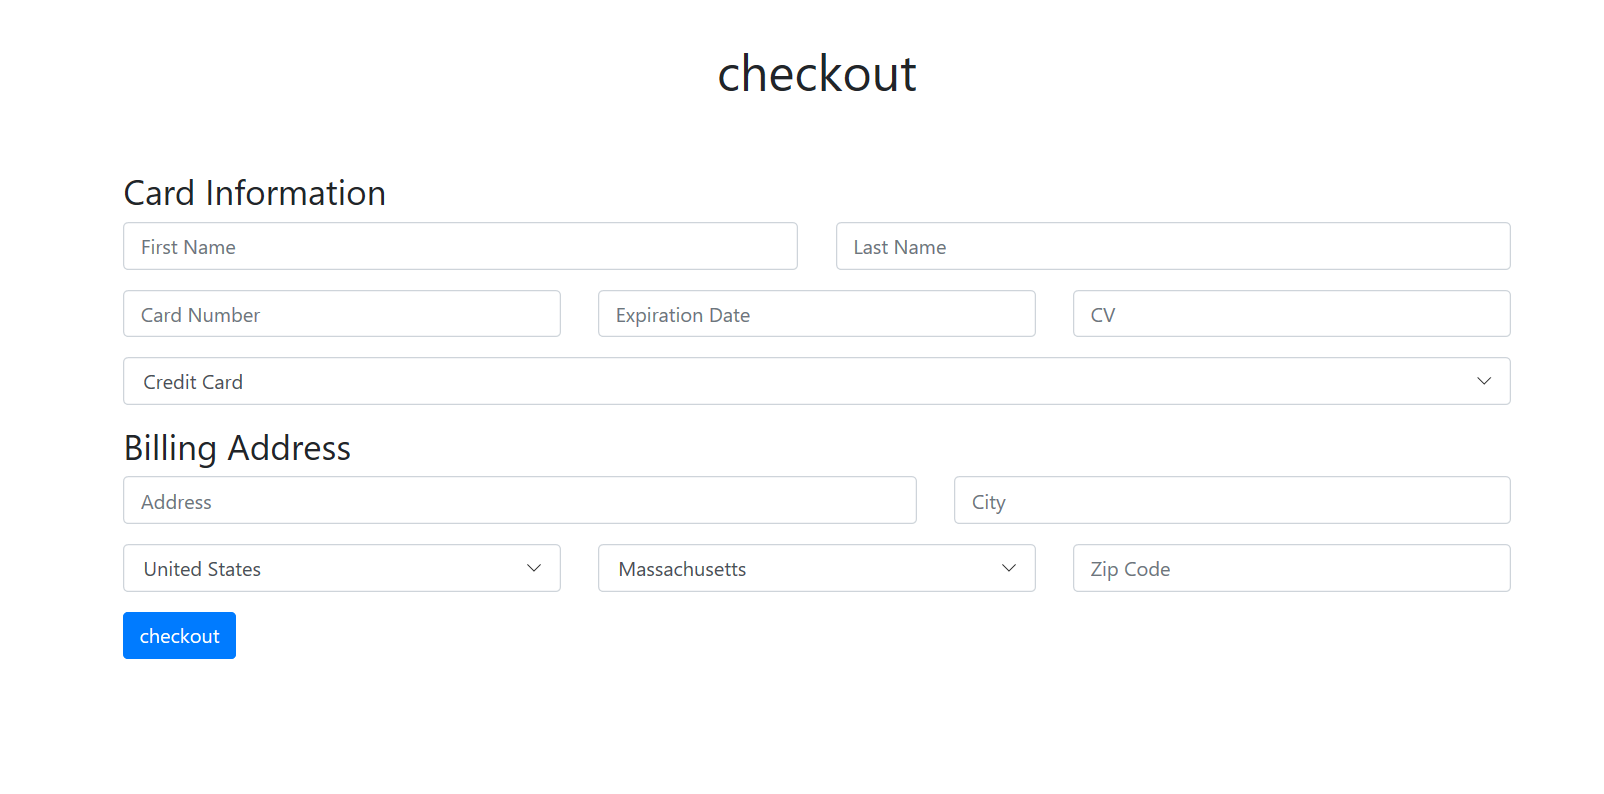 checkout
Card Information
First Name Last Name
Card Number Expiration Date CV
Credit Card
Billing Address
Address City
United States Massachusetts Zip Code
checkout